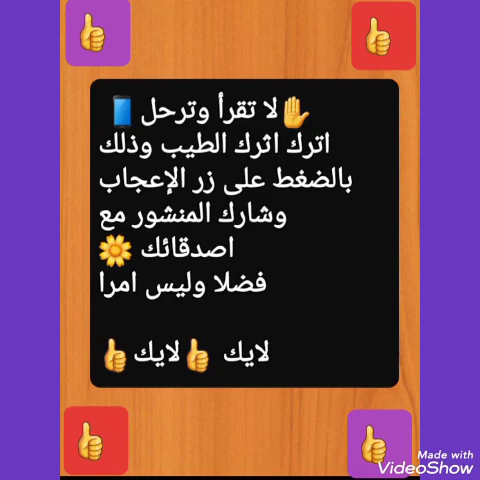 ✋لا تقرأ وترحل 📱
اترك اثرك الطيب وذلك
بالضغط على زر الإعجاب
وشارك المنشور مع
اصدقائك 🌼
فضلا وليس امرا
لايك 👍لايك👍
Made with
VideoShow